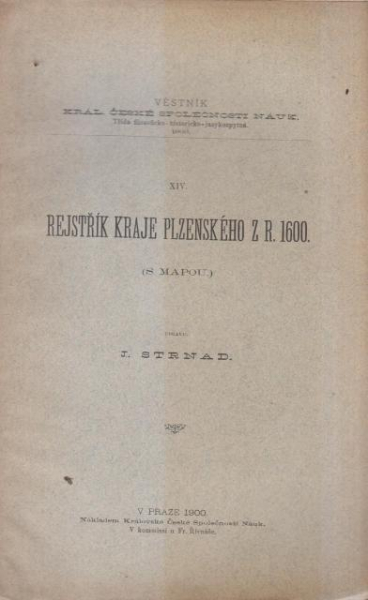 VĚSTNÍK
KRÁL. ČESKÉ SPOLEČNOSTI NAUK.
Třída filosoficko-historicko-jazykozpytná.
XIV.
REJSTŘÍK KRAJE PLZENSKÉHO Z R. 1600.
(S MAPOU.)
J. STRNAD.
V PRAZE 1900.
Nákladem Královské České Společnosti Nauk.
V komissi u Fr. Řivnáče.